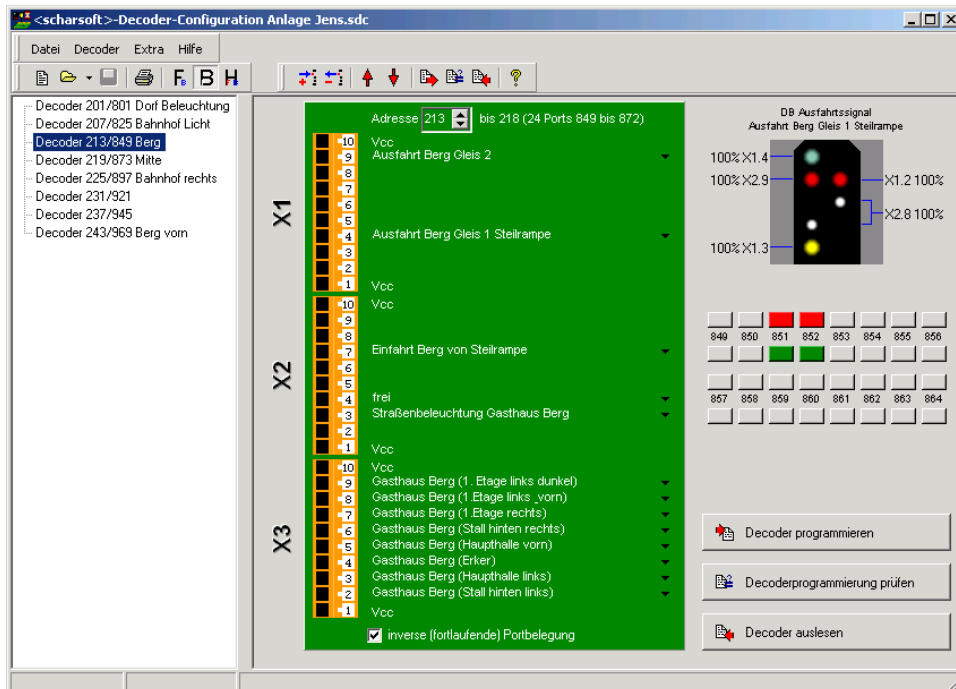 <scharsoft>-Decoder-Configuration Anlage Jens.sdc
Datei Decoder Extra Hilfe
F B B H
Decoder 201/801 Dorf Beleuchtung
Decoder 207/825 Bahnhof Licht
Decoder 213/849 Berg
Decoder 219/873 Mitte
Decoder 225/897 Bahnhof rechts
Decoder 231/921
Decoder 237/945
Decoder 243/969 Berg vorn
Adresse 213 bis 218 (24 Ports 849 bis 872)
X1
10 Vcc
9 Ausfahrt Berg Gleis 2
8
7
6
5
4 Ausfahrt Berg Gleis 1 Steilrampe
3
2
1 Vcc
X2
10 Vcc
9
8
7 Einfahrt Berg von Steilrampe
6
5
4 frei
3 Straßenbeleuchtung Gasthaus Berg
2
1 Vcc
X3
10 Vcc
9 Gasthaus Berg (1. Etage links dunkel)
8 Gasthaus Berg (1.Etage links _vorn)
7 Gasthaus Berg (1.Etage rechts)
6 Gasthaus Berg (Stall hinten rechts)
5 Gasthaus Berg (Haupthalle vorn)
4 Gasthaus Berg (Erker)
3 Gasthaus Berg (Haupthalle links)
2 Gasthaus Berg (Stall hinten links)
1 Vcc
inverse (fortlaufende) Portbelegung
DB Ausfahrtssignal
Ausfahrt Berg Gleis 1 Steilrampe
100% X1.4
100% X2.9 X1.2 100%
X2.8 100%
100% X1.3
849 850 851 852 853 854 855 856
857 858 859 860 861 862 863 864
Decoder programmieren
Decoderprogrammierung prüfen
Decoder auslesen